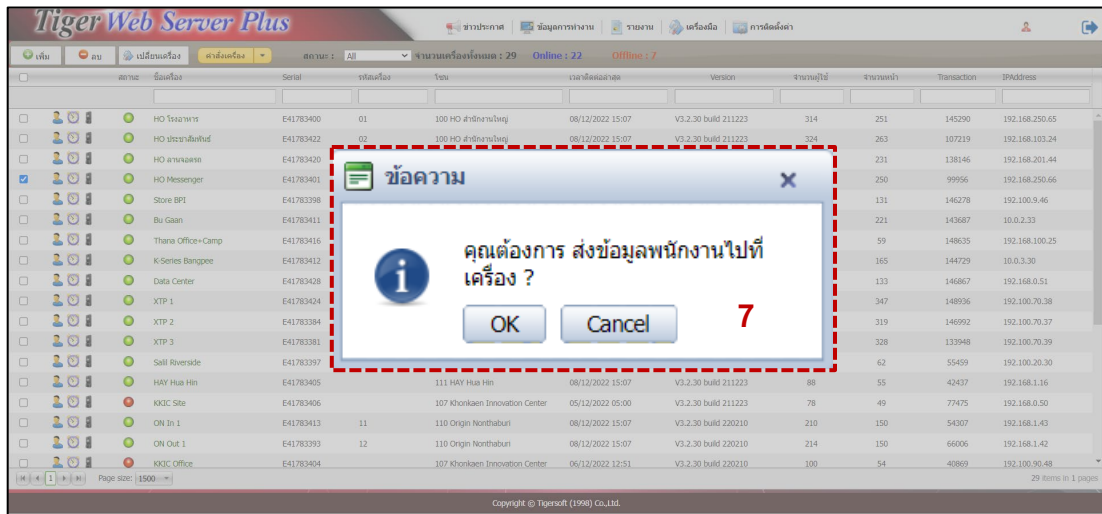 Tiger Web Server Plus
ข่าวประกาศ ข้อมูลการทำงาน รายงาน เครื่องมือ การติดตั้งค่า
เพิ่ม ลบ เปลี่ยนเครื่อง คำสั่งเครื่อง สถานะ : All จำนวนเครื่องทั้งหมด : 29 Online : 22 Offline : 7
สถานะ ชื่อเครื่อง Serial รหัสเครื่อง โซน เวลาติดต่อล่าสุด Version จำนวนผู้ใช้ จำนวนหน้า Transaction IPAddress
HO โรงอาหาร E41783400 01 100 HO สำนักงานใหญ่ 08/12/2022 15:07 V3.2.30 build 211223 314 251 145290 192.168.250.65
HO ประชาสัมพันธ์ E41783422 02 100 HO สำนักงานใหญ่ 08/12/2022 15:07 V3.2.30 build 211223 324 263 107219 192.168.103.24
HO ลานจอดรถ E41783420 231 138146 192.168.201.44
HO Messenger E41783401 250 99956 192.168.250.66
Store BPI E41783398 131 146278 192.100.9.46
Bu Gaan E41783411 221 143687 10.0.2.33
Thana Office+Camp E41783416 59 148635 192.168.100.25
K-Series Bangpee E41783412 165 144729 10.0.3.30
Data Center E41783428 133 146867 192.168.0.51
XTP 1 E41783424 347 148936 192.100.70.38
XTP 2 E41783384 319 146992 192.100.70.37
XTP 3 E41783381 328 133948 192.100.70.39
Salil Riverside E41783397 62 55459 192.100.20.30
HAY Hua Hin E41783405 111 HAY Hua Hin 08/12/2022 15:07 V3.2.30 build 211223 88 55 42437 192.168.1.16
KKIC Site E41783406 107 Khonkaen Innovation Center 05/12/2022 05:00 V3.2.30 build 211223 78 49 77475 192.168.0.50
ON In 1 E41783413 11 110 Origin Nonthaburi 08/12/2022 15:07 V3.2.30 build 220210 210 150 54307 192.168.1.43
ON Out 1 E41783393 12 110 Origin Nonthaburi 08/12/2022 15:07 V3.2.30 build 220210 214 150 66006 192.168.1.42
KKIC Office E41783404 107 Khonkaen Innovation Center 06/12/2022 12:51 V3.2.30 build 220210 100 54 40869 192.100.90.48
ข้อความ
คุณต้องการ ส่งข้อมูลพนักงานไปที่
เครื่อง ?
OK Cancel 7
1 Page size: 1500 29 items in 1 pages
Copyright © Tigersoft (1998) Co.,Ltd.